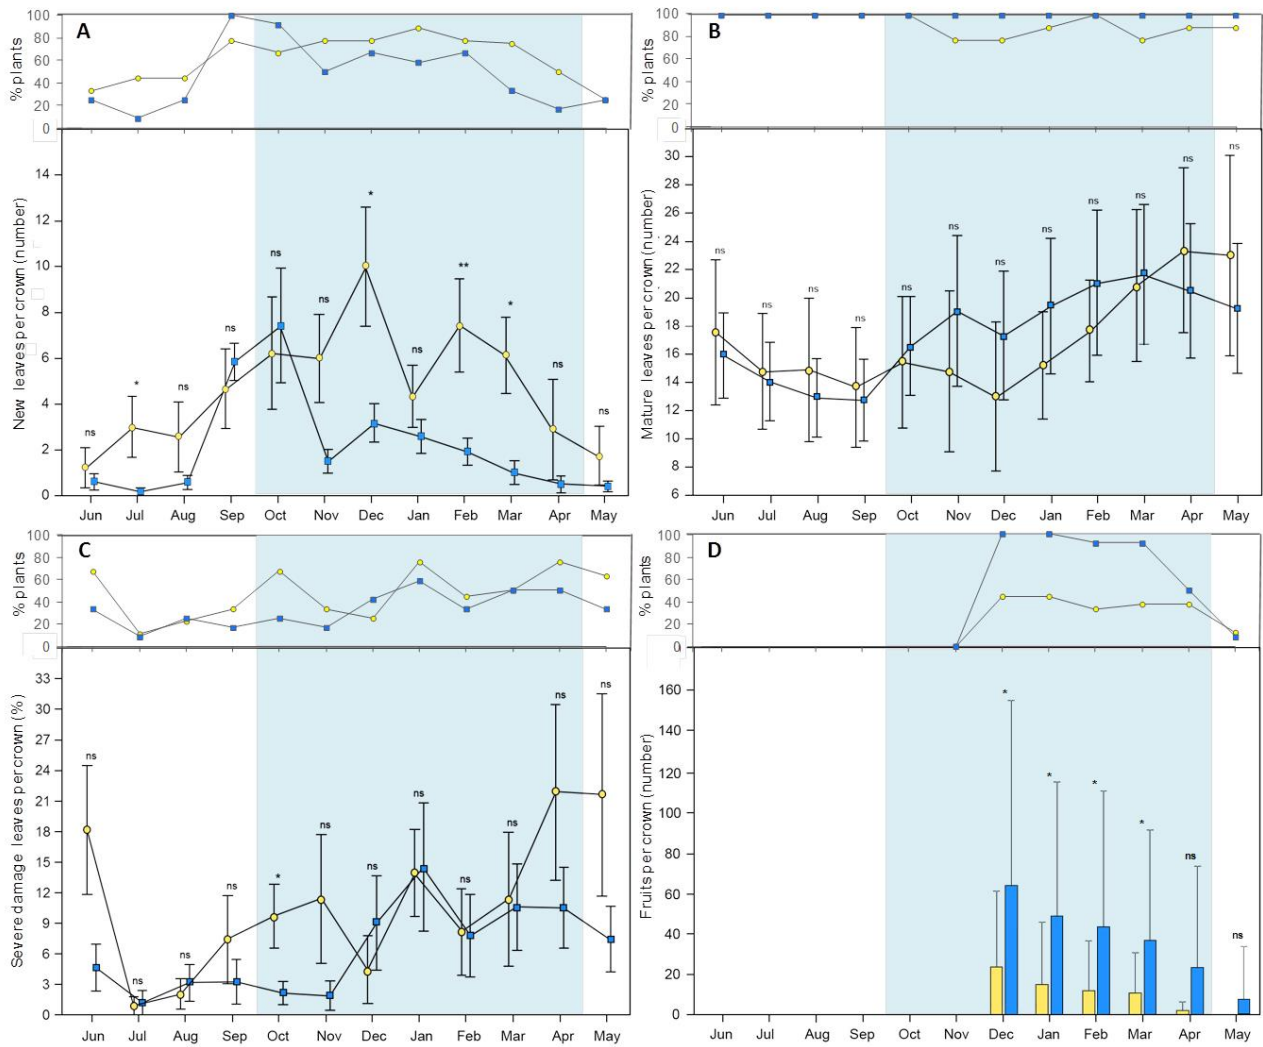 A
% plants
100
80
60
40
20
0
New leaves per crown (number)
14
12
10
8
6
4
2
0
ns
*
ns
ns
ns
ns
*
ns
**
*
ns
ns
Jun Jul Aug Sep Oct Nov Dec Jan Feb Mar Apr May
B
% plants
100
80
60
40
20
0
Mature leaves per crown (number)
30
28
26
24
22
20
18
16
14
12
10
8
6
ns
ns
ns
ns
ns
ns
ns
ns
ns
ns
ns
ns
Jun Jul Aug Sep Oct Nov Dec Jan Feb Mar Apr May
C
% plants
100
80
60
40
20
0
Severe damage leaves per crown (%)
33
30
27
24
21
18
15
12
9
6
3
0
ns
ns
ns
ns
*
ns
ns
ns
ns
ns
ns
ns
Jun Jul Aug Sep Oct Nov Dec Jan Feb Mar Apr May
D
% plants
100
80
60
40
20
0
Fruits per crown (number)
160
140
120
100
80
60
40
20
0
*
*
*
*
ns
ns
Jun Jul Aug Sep Oct Nov Dec Jan Feb Mar Apr May